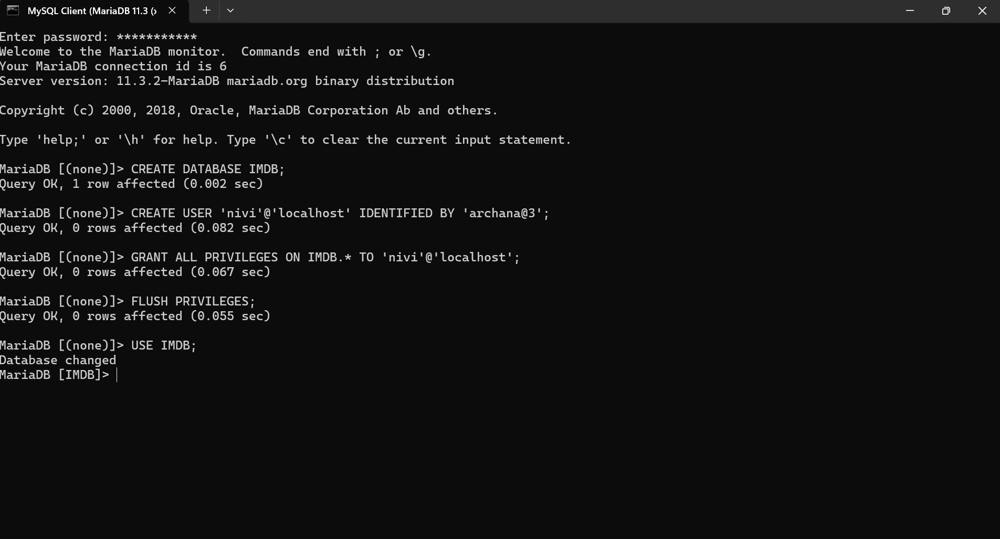 MySQL Client (MariaDB 11.3 (x
Enter password: ***********
Welcome to the MariaDB monitor.  Commands end with ; or \g.
Your MariaDB connection id is 6
Server version: 11.3.2-MariaDB mariadb.org binary distribution
Copyright (c) 2000, 2018, Oracle, MariaDB Corporation Ab and others.
Type 'help;' or '\h' for help. Type '\c' to clear the current input statement.
MariaDB [(none)]> CREATE DATABASE IMDB;
Query OK, 1 row affected (0.002 sec)
MariaDB [(none)]> CREATE USER 'nivi'@'localhost' IDENTIFIED BY 'archana@3';
Query OK, 0 rows affected (0.082 sec)
MariaDB [(none)]> GRANT ALL PRIVILEGES ON IMDB.* TO 'nivi'@'localhost';
Query OK, 0 rows affected (0.067 sec)
MariaDB [(none)]> FLUSH PRIVILEGES;
Query OK, 0 rows affected (0.055 sec)
MariaDB [(none)]> USE IMDB;
Database changed
MariaDB [IMDB]>